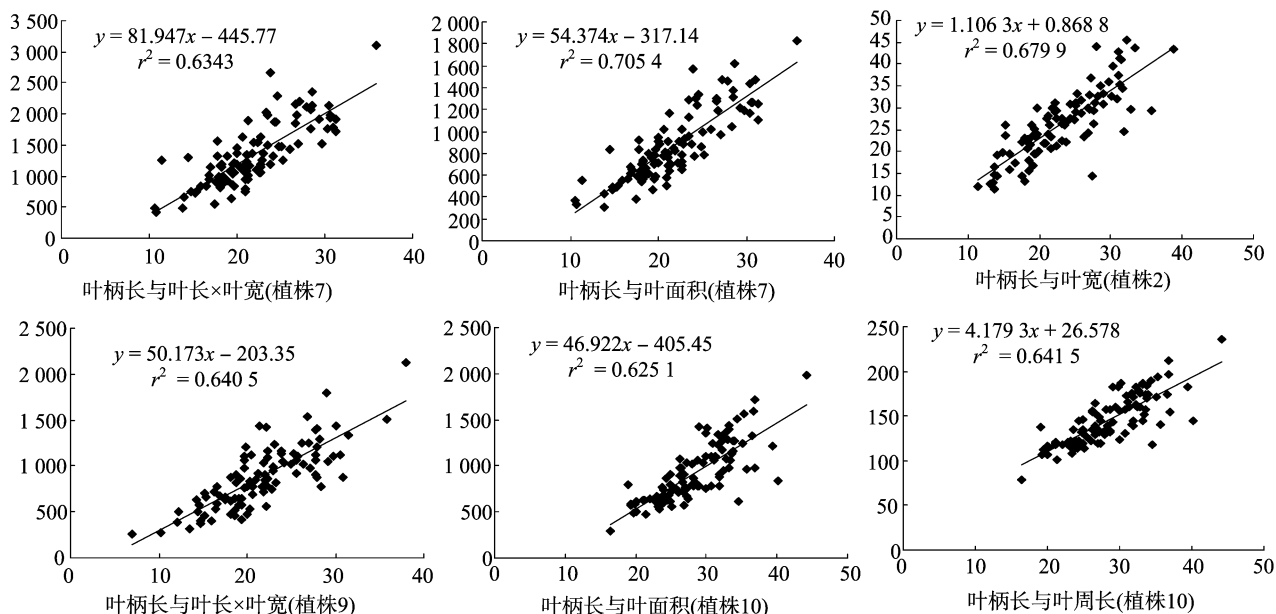 3 500
3 000
2 500
2 000
1 500
1 000
500
0
0 10 20 30 40
y = 81.947x − 445.77
r² = 0.6343
叶柄长与叶长×叶宽(植株7)
2 000
1 800
1 600
1 400
1 200
1 000
800
600
400
200
0
0 10 20 30 40
y = 54.374x − 317.14
r² = 0.705 4
叶柄长与叶面积(植株7)
50
45
40
35
30
25
20
15
10
5
0
0 10 20 30 40 50
y = 1.106 3x + 0.868 8
r² = 0.679 9
叶柄长与叶宽(植株2)
2 500
2 000
1 500
1 000
500
0
0 10 20 30 40
y = 50.173x − 203.35
r² = 0.640 5
叶柄长与叶长×叶宽(植株9)
2 500
2 000
1 500
1 000
500
0
0 10 20 30 40 50
y = 46.922x − 405.45
r² = 0.625 1
叶柄长与叶面积(植株10)
250
200
150
100
50
0
0 10 20 30 40 50
y = 4.179 3x + 26.578
r² = 0.641 5
叶柄长与叶周长(植株10)